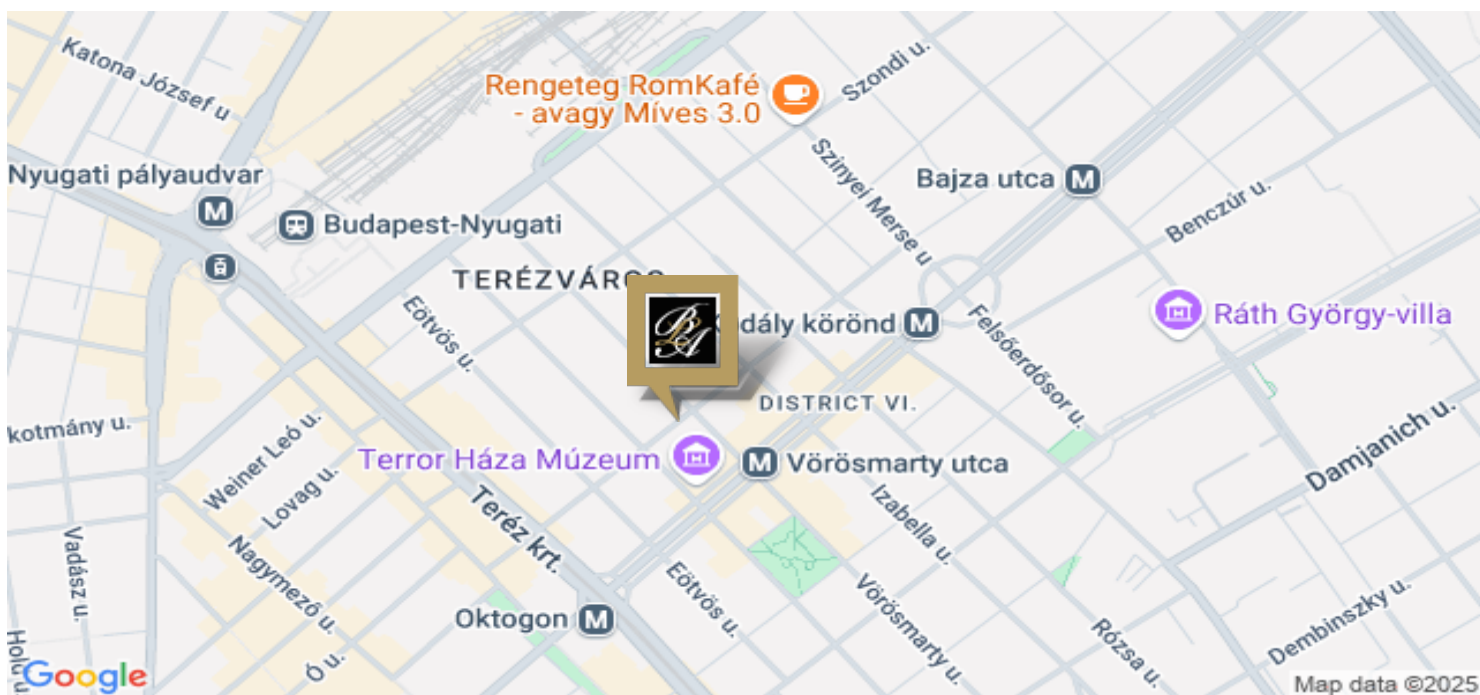 Katona József u
Rengeteg RomKafé
- avagy Míves 3.0
Szondi u.
Nyugati pályaudvar
M
Budapest-Nyugati
Szinyei Merse u
Bajza utca M
Benczúr u.
TERÉZVÁROS
Eötvös u.
BLA
körönd M
Felsőerdősor u.
Ráth György-villa
DISTRICT VI.
kotmány u.
Weiner Leó u.
Lovag u.
Terror Háza Múzeum
M Vörösmarty utca
Damjanich u.
Izabella u.
Teréz krt.
Vadász u.
Nagymező u.
Eötvös u.
Vörösmarty u.
Oktogon M
Rózsa u.
Dembinszky u.
Ó u.
Google
Map data ©2025